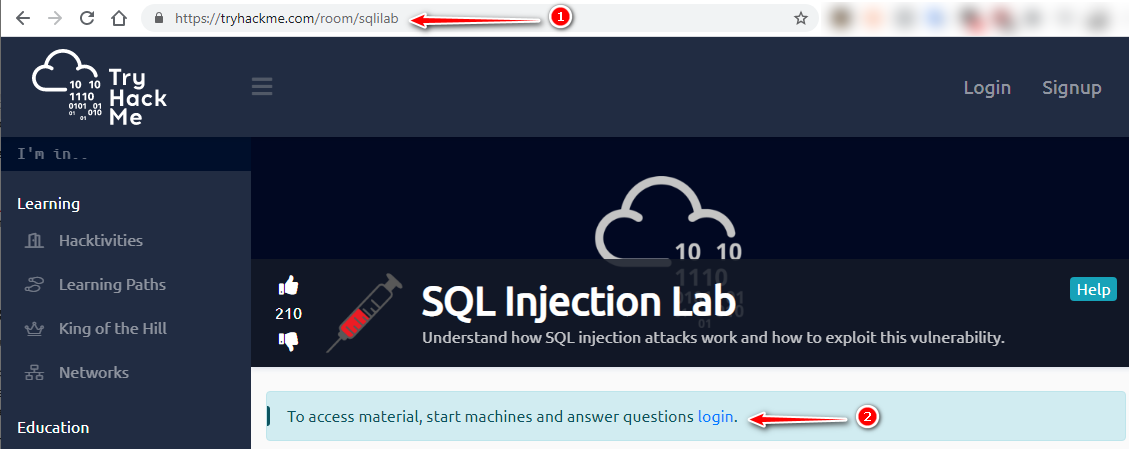 https://tryhackme.com/room/sqlilab
1
10 10
1110
0101 01
01 010
Try
Hack
Me
Login
Signup
I'm in..
Learning
Hacktivities
Learning Paths
King of the Hill
Networks
Education
10 10
1110
01
210
SQL Injection Lab
Help
Understand how SQL injection attacks work and how to exploit this vulnerability.
To access material, start machines and answer questions login.
2